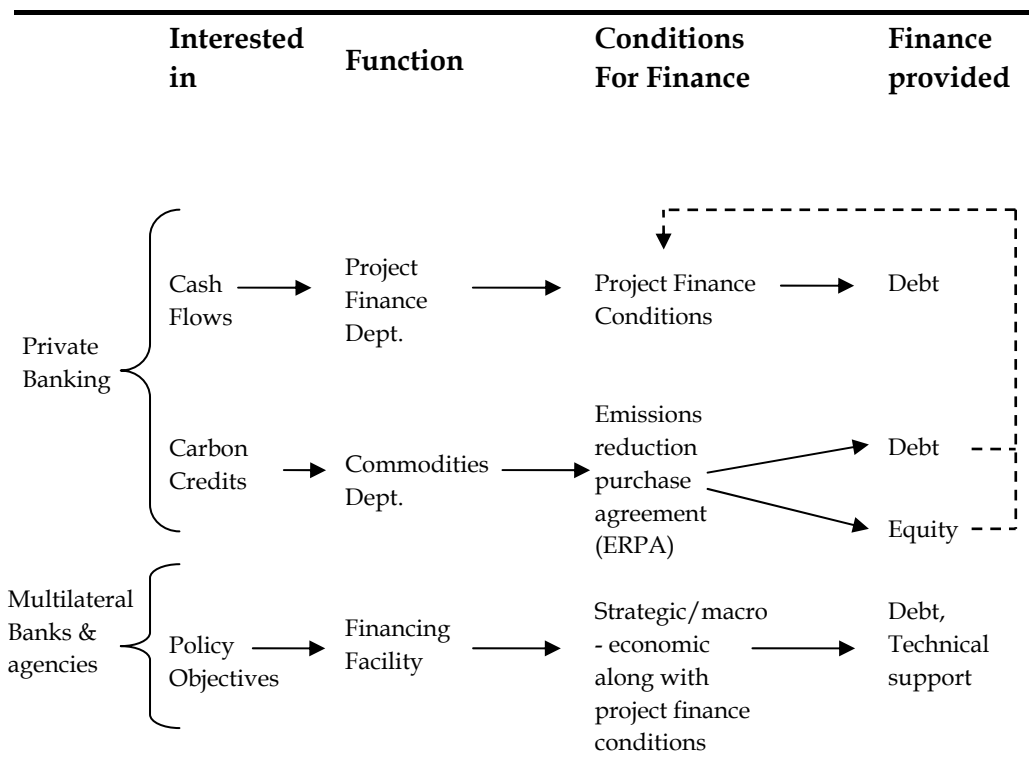 Interested
in
Function
Conditions
For Finance
Finance
provided
Private
Banking
Cash
Flows
Project
Finance
Dept.
Project Finance
Conditions
Debt
Carbon
Credits
Commodities
Dept.
Emissions
reduction
purchase
agreement
(ERPA)
Debt
Equity
Multilateral
Banks &
agencies
Policy
Objectives
Financing
Facility
Strategic/macro
- economic
along with
project finance
conditions
Debt,
Technical
support